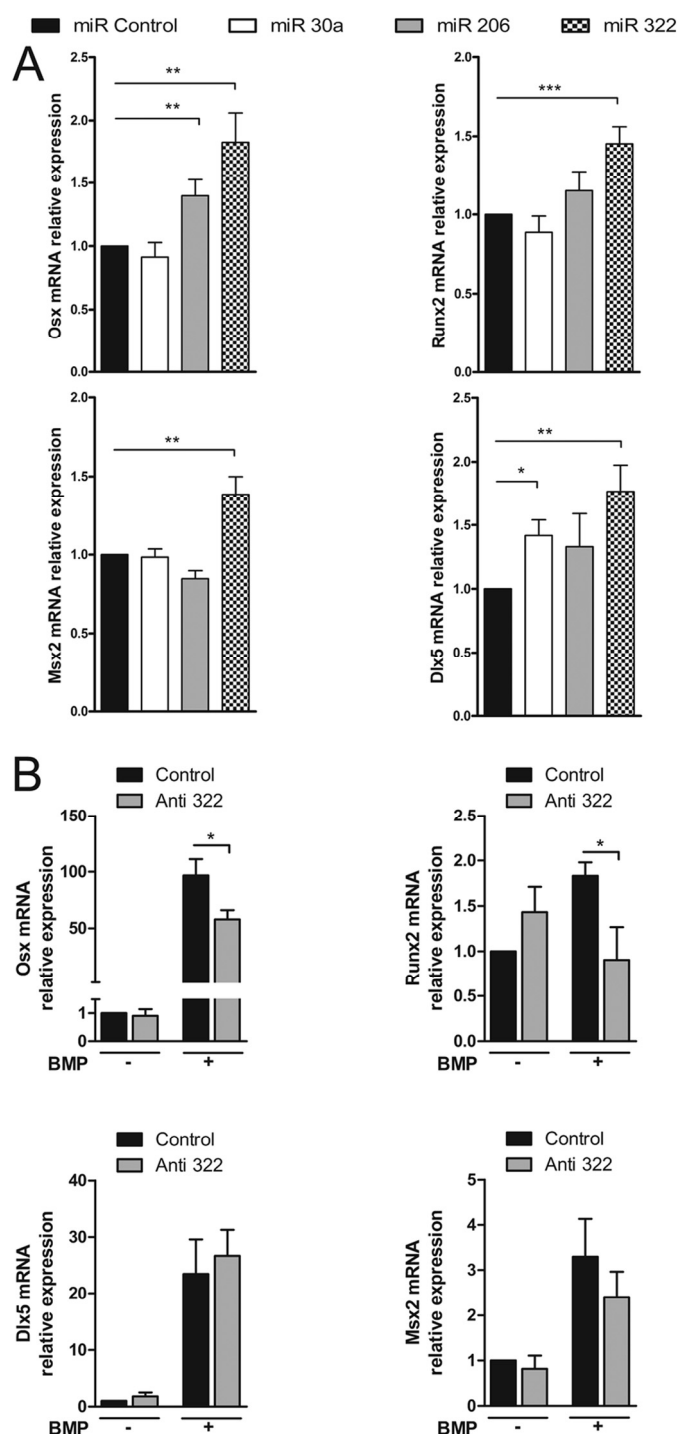 miR Control miR 30a miR 206 miR 322
A
Osx mRNA relative expression
2.5
2.0
1.5
1.0
0.5
0.0
**
**
Runx2 mRNA relative expression
2.0
1.5
1.0
0.5
0.0
***
Msx2 mRNA relative expression
2.0
1.5
1.0
0.5
0.0
**
Dlx5 mRNA relative expression
2.5
2.0
1.5
1.0
0.5
0.0
**
*
B
Control
Anti 322
Osx mRNA
relative expression
150
100
50
1
0
*
BMP - +
Control
Anti 322
Runx2 mRNA
relative expression
2.5
2.0
1.5
1.0
0.5
0.0
*
BMP - +
Control
Anti 322
Dlx5 mRNA
relative expression
40
30
20
10
0
BMP - +
Control
Anti 322
Msx2 mRNA
relative expression
5
4
3
2
1
0
BMP - +